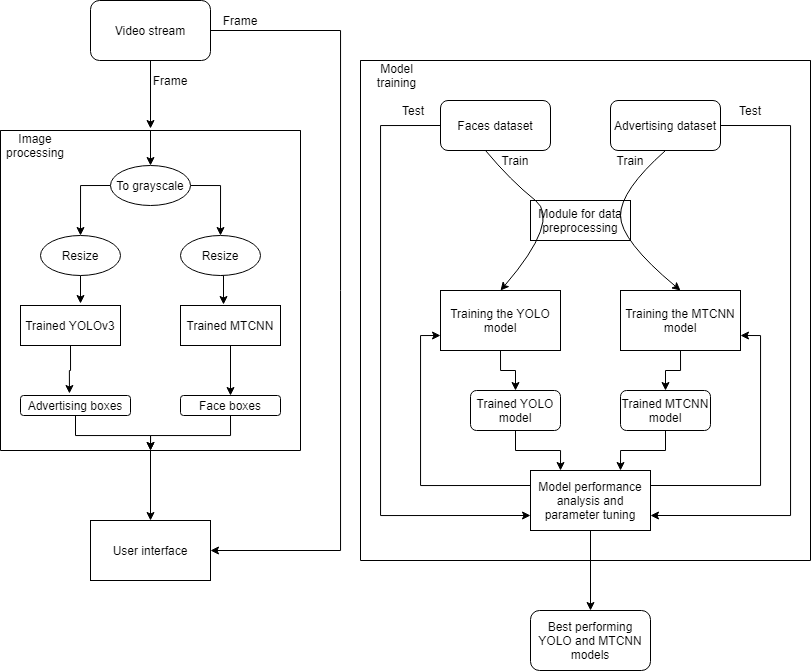 Video stream
Frame
Frame
Image
processing
To grayscale
Resize
Resize
Trained YOLOv3
Trained MTCNN
Advertising boxes
Face boxes
User interface
Model
training
Test
Faces dataset
Advertising dataset
Test
Train
Train
Module for data
preprocessing
Training the YOLO
model
Training the MTCNN
model
Trained YOLO
model
Trained MTCNN
model
Model performance
analysis and
parameter tuning
Best performing
YOLO and MTCNN
models